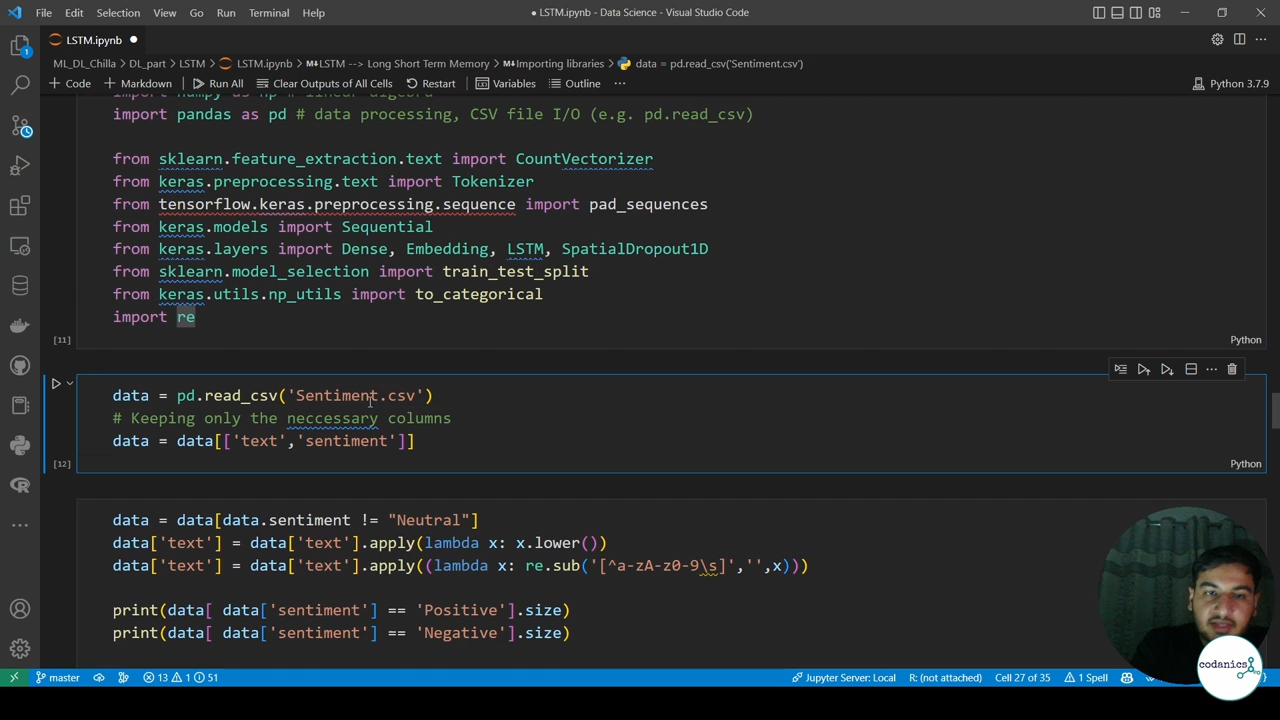 File Edit Selection View Go Run Terminal Help
● LSTM.ipynb - Data Science - Visual Studio Code
LSTM.ipynb ●
ML_DL_Chilla > DL_part > LSTM > LSTM.ipynb > M↓LSTM --> Long Short Term Memory > M↓Importing libraries > data = pd.read_csv('Sentiment.csv')
+ Code + Markdown Run All Clear Outputs of All Cells Restart Variables Outline ··· Python 3.7.9
import pandas as pd # data processing, CSV file I/O (e.g. pd.read_csv)
from sklearn.feature_extraction.text import CountVectorizer
from keras.preprocessing.text import Tokenizer
from tensorflow.keras.preprocessing.sequence import pad_sequences
from keras.models import Sequential
from keras.layers import Dense, Embedding, LSTM, SpatialDropout1D
from sklearn.model_selection import train_test_split
from keras.utils.np_utils import to_categorical
import re
[11] Python
data = pd.read_csv('Sentiment.csv')
# Keeping only the neccessary columns
data = data[['text','sentiment']]
[12] Python
data = data[data.sentiment != "Neutral"]
data['text'] = data['text'].apply(lambda x: x.lower())
data['text'] = data['text'].apply((lambda x: re.sub('[^a-zA-z0-9\s]','',x)))
print(data[ data['sentiment'] == 'Positive'].size)
print(data[ data['sentiment'] == 'Negative'].size)
codanics
master 13 1 51 Jupyter Server: Local R: (not attached) Cell 27 of 35 1 Spell